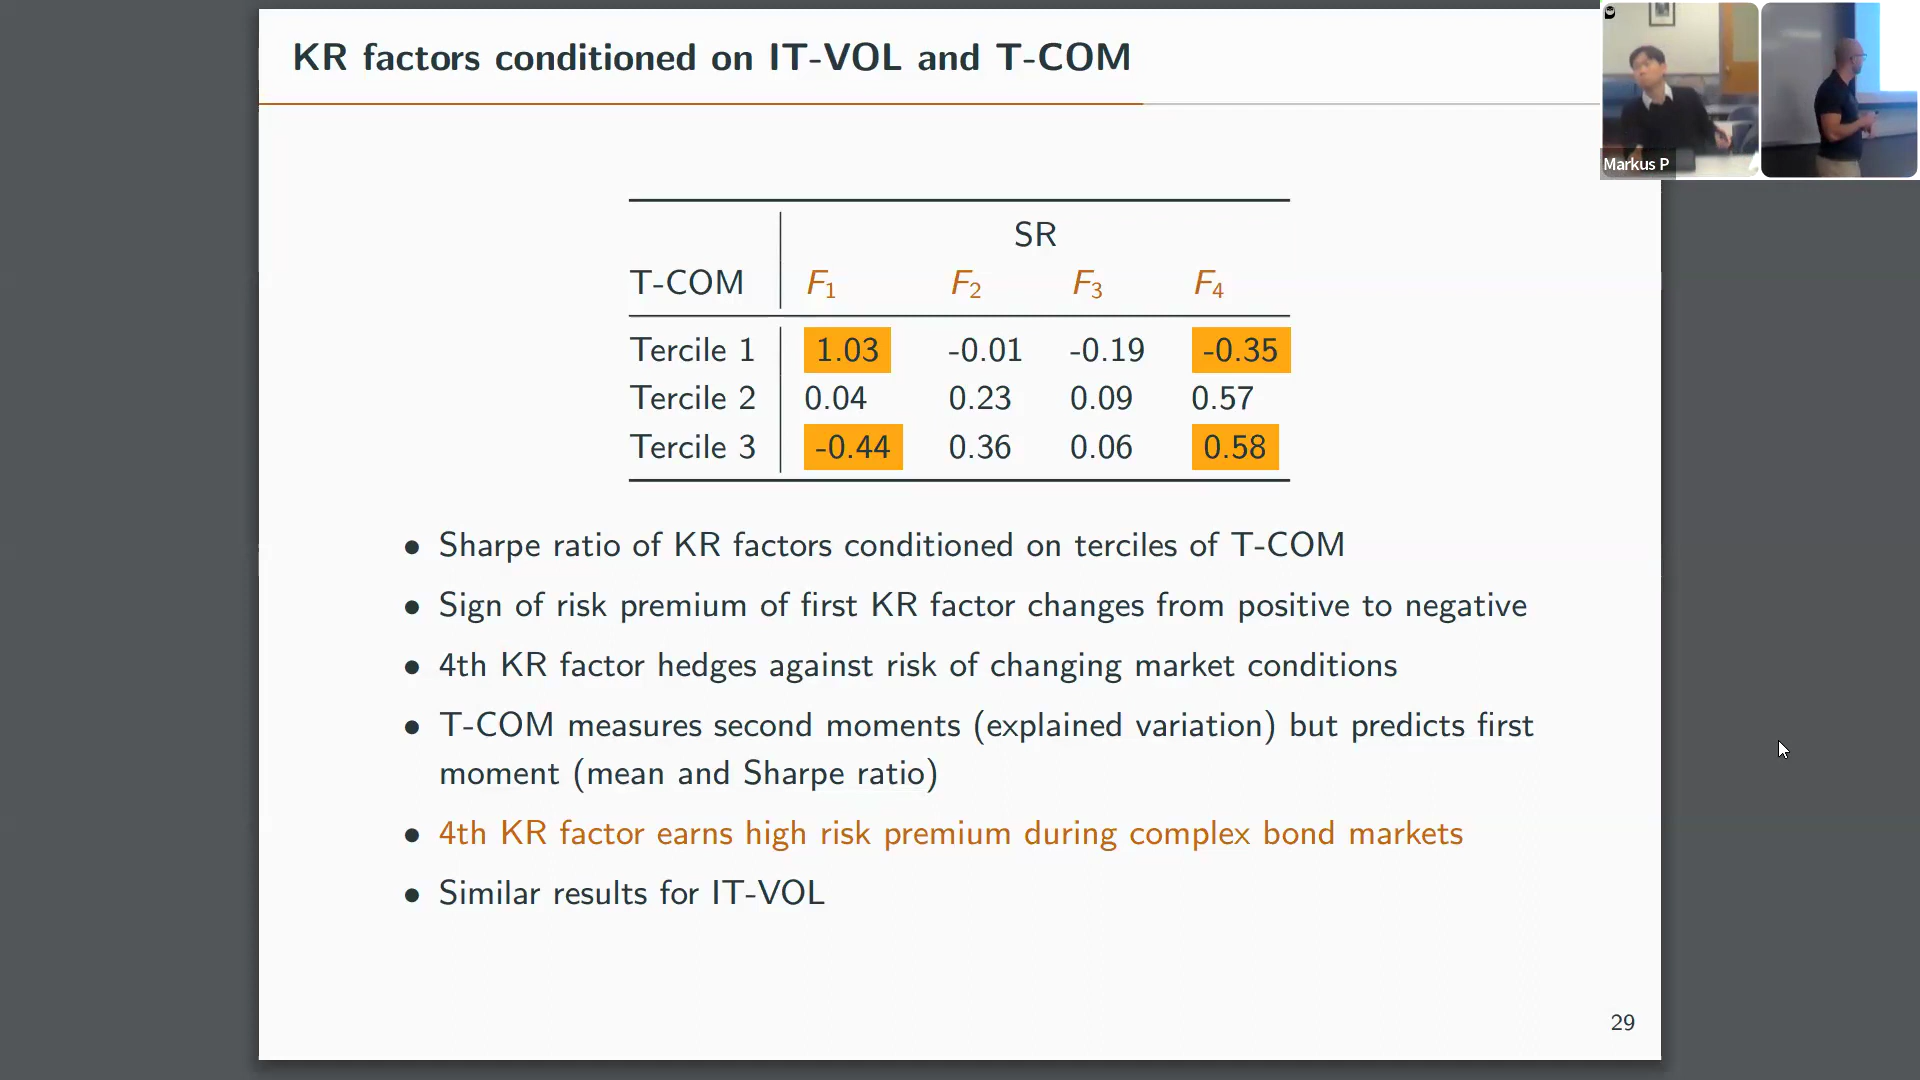 KR factors conditioned on IT-VOL and T-COM
Markus P
SR
T-COM F1 F2 F3 F4
Tercile 1 1.03 -0.01 -0.19 -0.35
Tercile 2 0.04 0.23 0.09 0.57
Tercile 3 -0.44 0.36 0.06 0.58
• Sharpe ratio of KR factors conditioned on terciles of T-COM
• Sign of risk premium of first KR factor changes from positive to negative
• 4th KR factor hedges against risk of changing market conditions
• T-COM measures second moments (explained variation) but predicts first
moment (mean and Sharpe ratio)
• 4th KR factor earns high risk premium during complex bond markets
• Similar results for IT-VOL
29